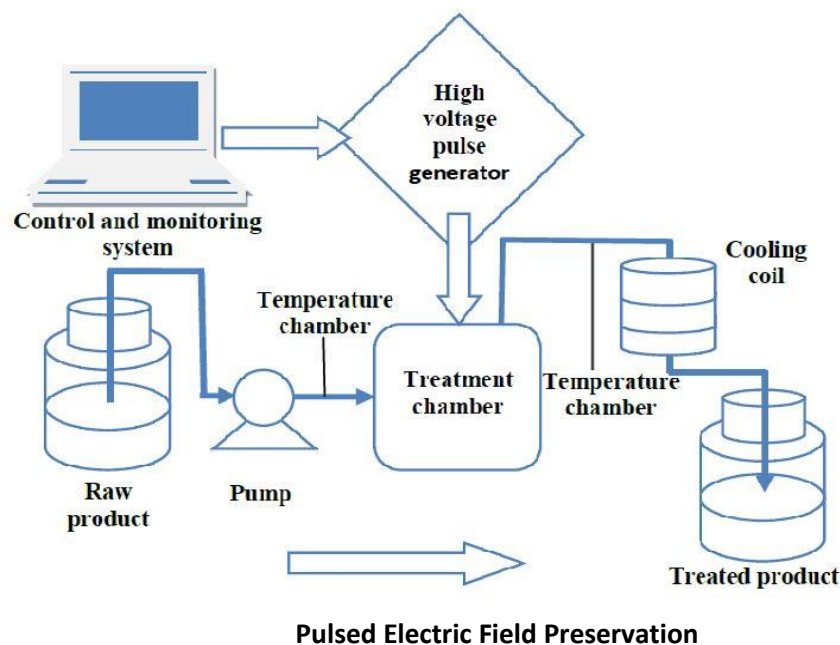 High
voltage
pulse
generator
Control and monitoring
system
Cooling
coil
Temperature
chamber
Treatment
chamber
Temperature
chamber
Raw
product
Pump
Treated product
Pulsed Electric Field Preservation